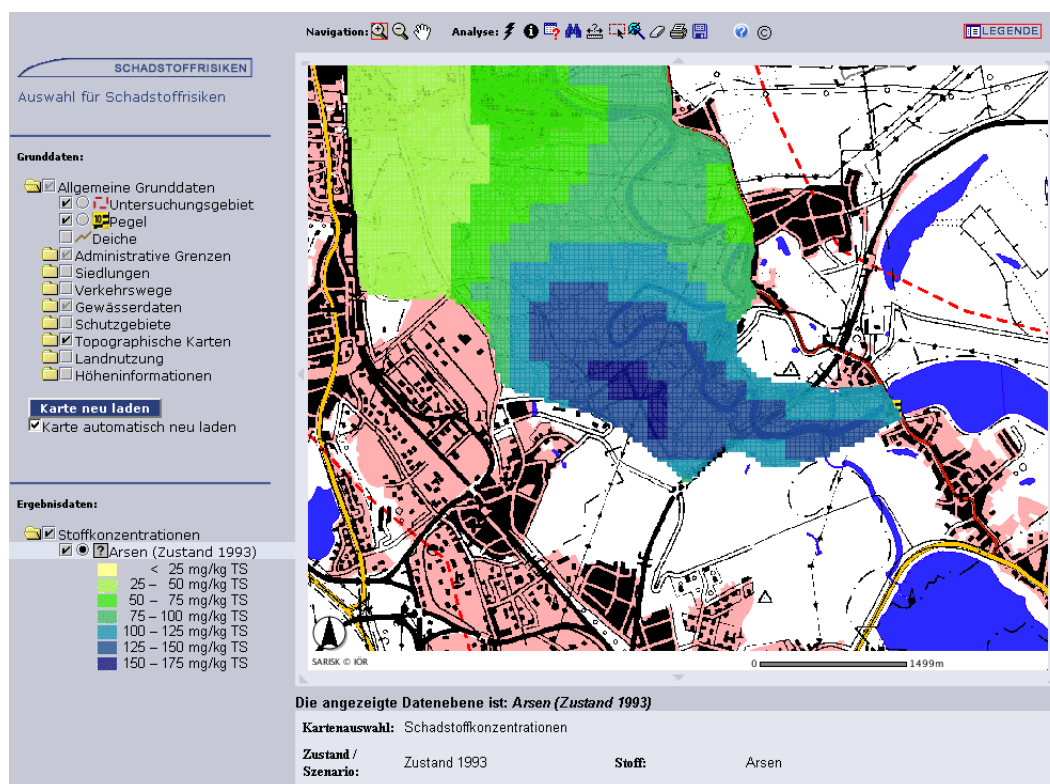 Navigation: Analyse: LEGENDE
SCHADSTOFFRISIKEN
Auswahl für Schadstoffrisiken
Grunddaten:
Allgemeine Grunddaten
Untersuchungsgebiet
Pegel
Deiche
Administrative Grenzen
Siedlungen
Verkehrswege
Gewässerdaten
Schutzgebiete
Topographische Karten
Landnutzung
Höheninformationen
Karte neu laden
Karte automatisch neu laden
Ergebnisdaten:
Stoffkonzentrationen
Arsen (Zustand 1993)
< 25 mg/kg TS
25 – 50 mg/kg TS
50 – 75 mg/kg TS
75 – 100 mg/kg TS
100 – 125 mg/kg TS
125 – 150 mg/kg TS
150 – 175 mg/kg TS
SARISK © IÖR
0 1499m
Die angezeigte Datenebene ist: Arsen (Zustand 1993)
Kartenauswahl: Schadstoffkonzentrationen
Zustand / Szenario: Zustand 1993 Stoff: Arsen